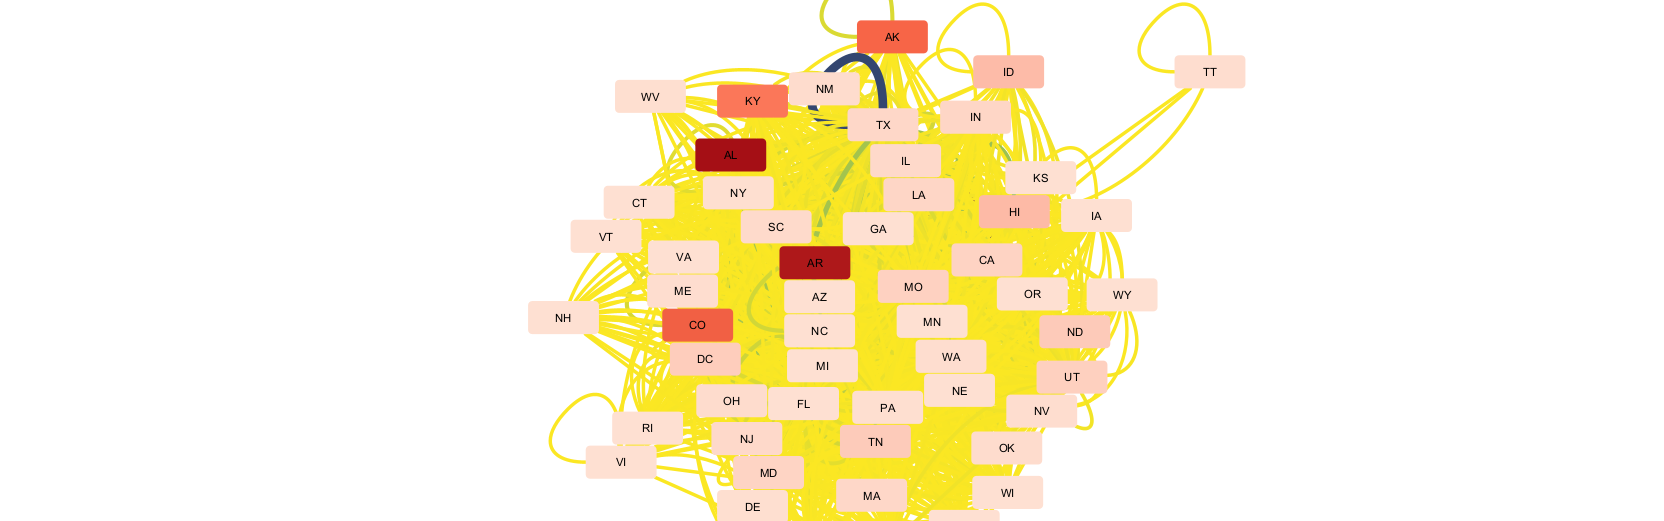 AK
ID
TT
NM
WV
KY
IN
TX
AL
IL
KS
NY
LA
CT
HI
IA
SC
GA
VT
VA
CA
AR
ME
MO
OR
WY
AZ
NH
CO
MN
ND
NC
DC
WA
MI
UT
NE
OH
FL
PA
NV
RI
NJ
TN
OK
VI
MD
MA
WI
DE